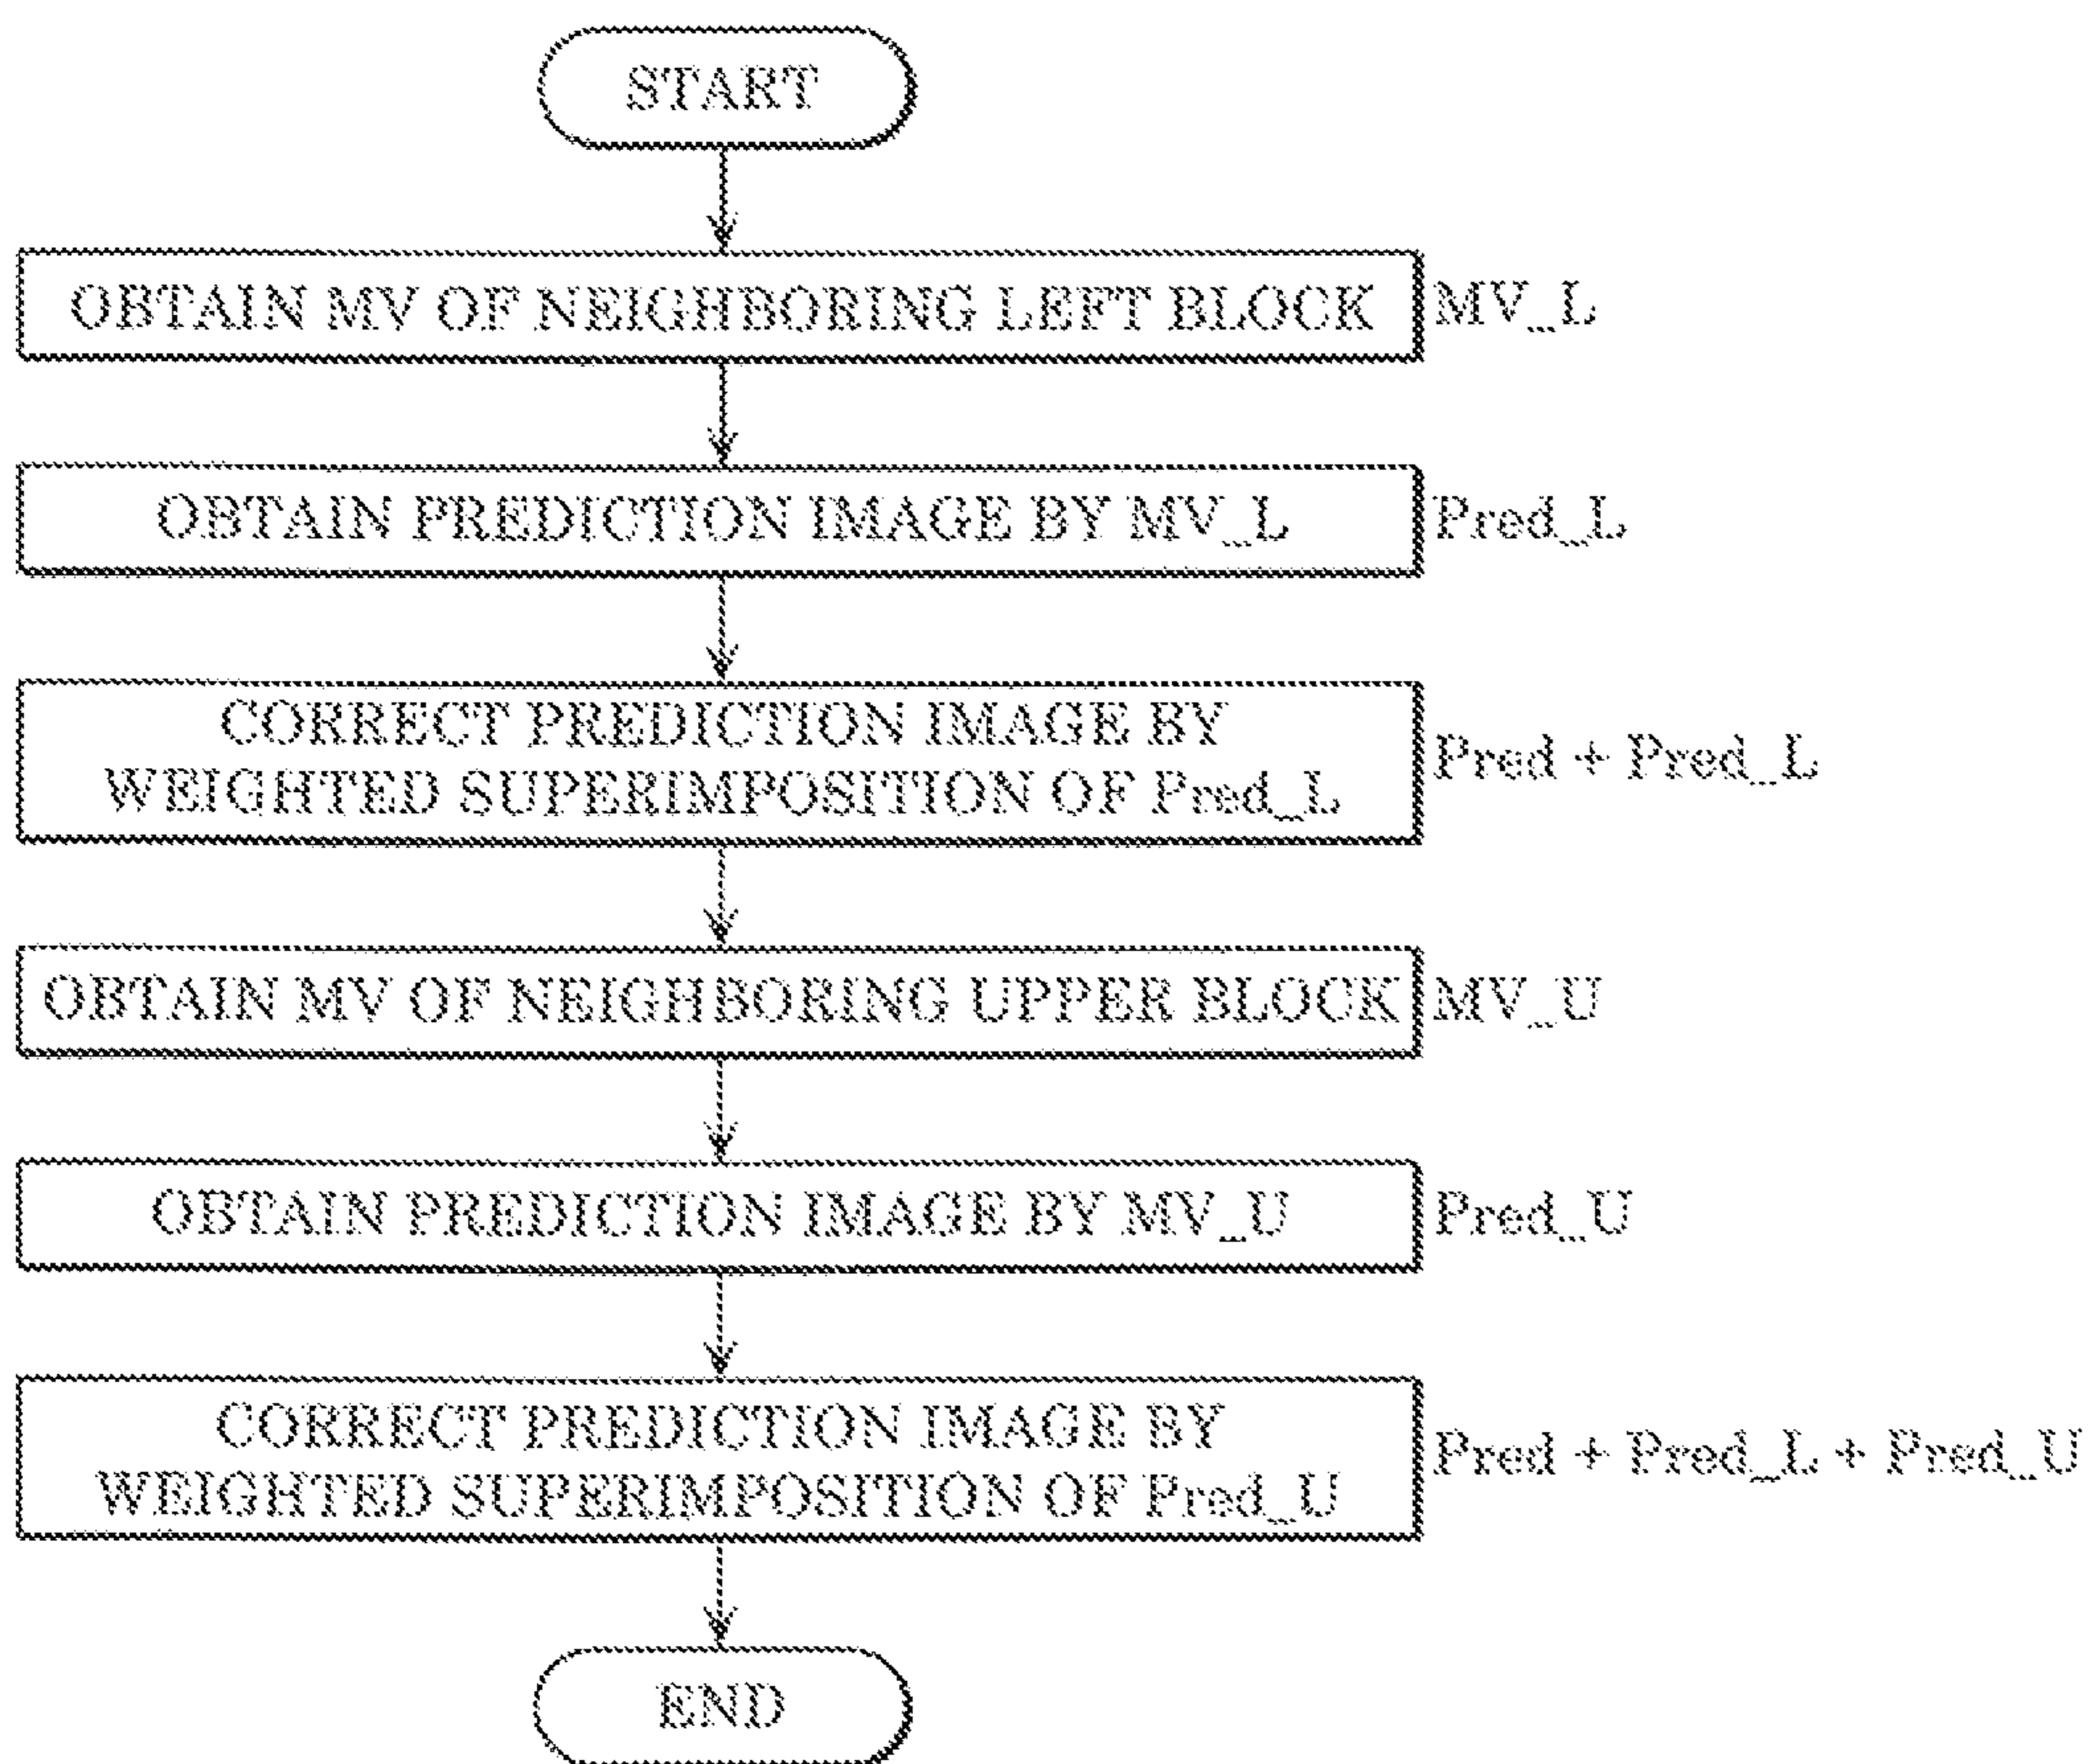 START
OBTAIN MV OF NEIGHBORING LEFT BLOCK
MV_L
OBTAIN PREDICTION IMAGE BY MV_L
Pred_L
CORRECT PREDICTION IMAGE BY
WEIGHTED SUPERIMPOSITION OF Pred_L
Pred + Pred_L
OBTAIN MV OF NEIGHBORING UPPER BLOCK
MV_U
OBTAIN PREDICTION IMAGE BY MV_U
Pred_U
CORRECT PREDICTION IMAGE BY
WEIGHTED SUPERIMPOSITION OF Pred_U
Pred + Pred_L + Pred_U
END